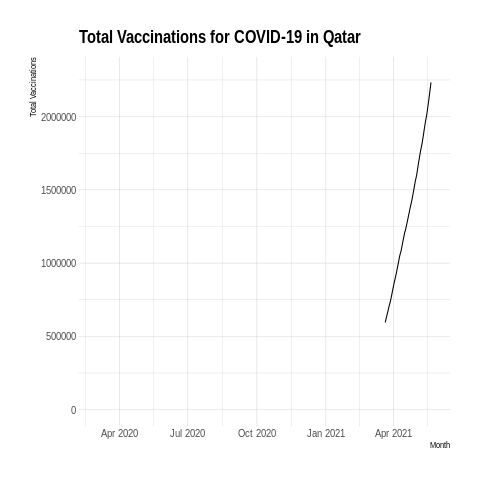 Total Vaccinations for COVID-19 in Qatar
Total Vaccinations
2000000
1500000
1000000
500000
0
Apr 2020 Jul 2020 Oct 2020 Jan 2021 Apr 2021
Month